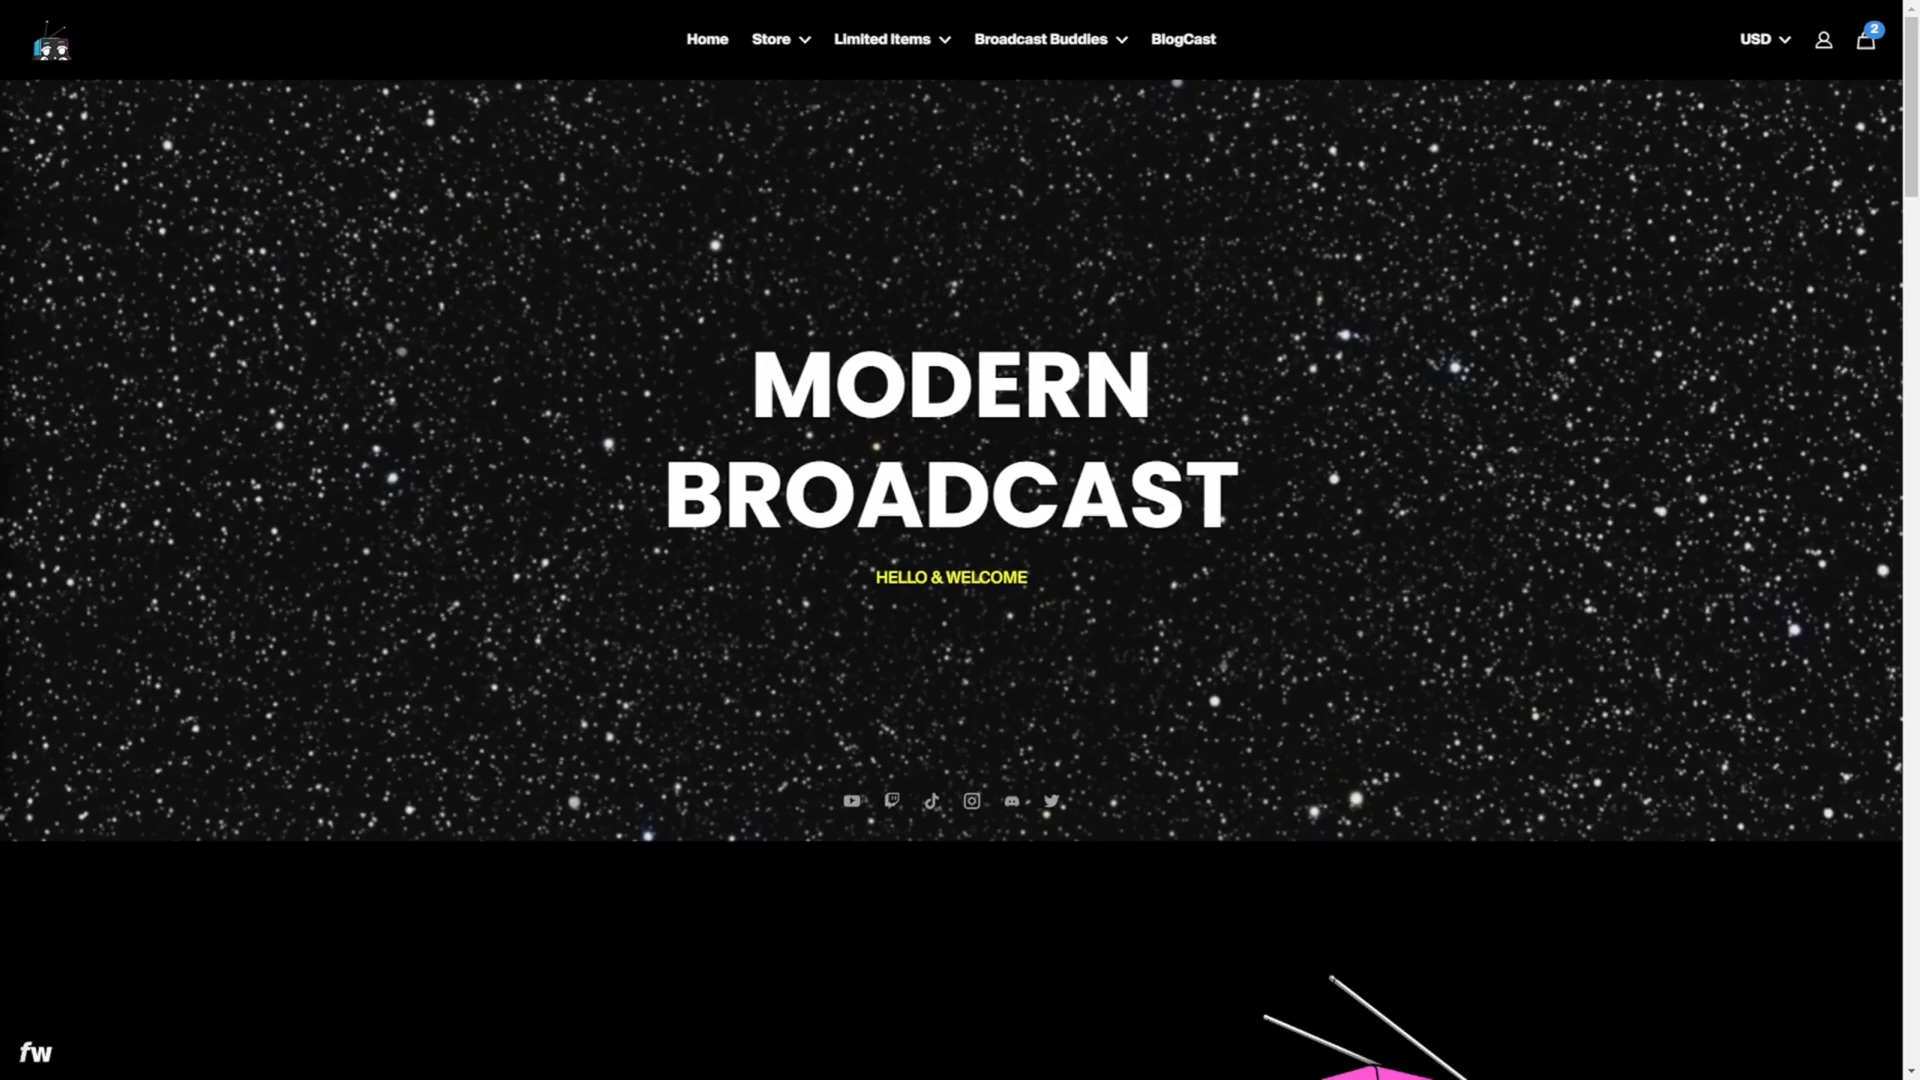 Home Store Limited Items Broadcast Buddies BlogCast USD 2
MODERN
BROADCAST
HELLO & WELCOME
fw